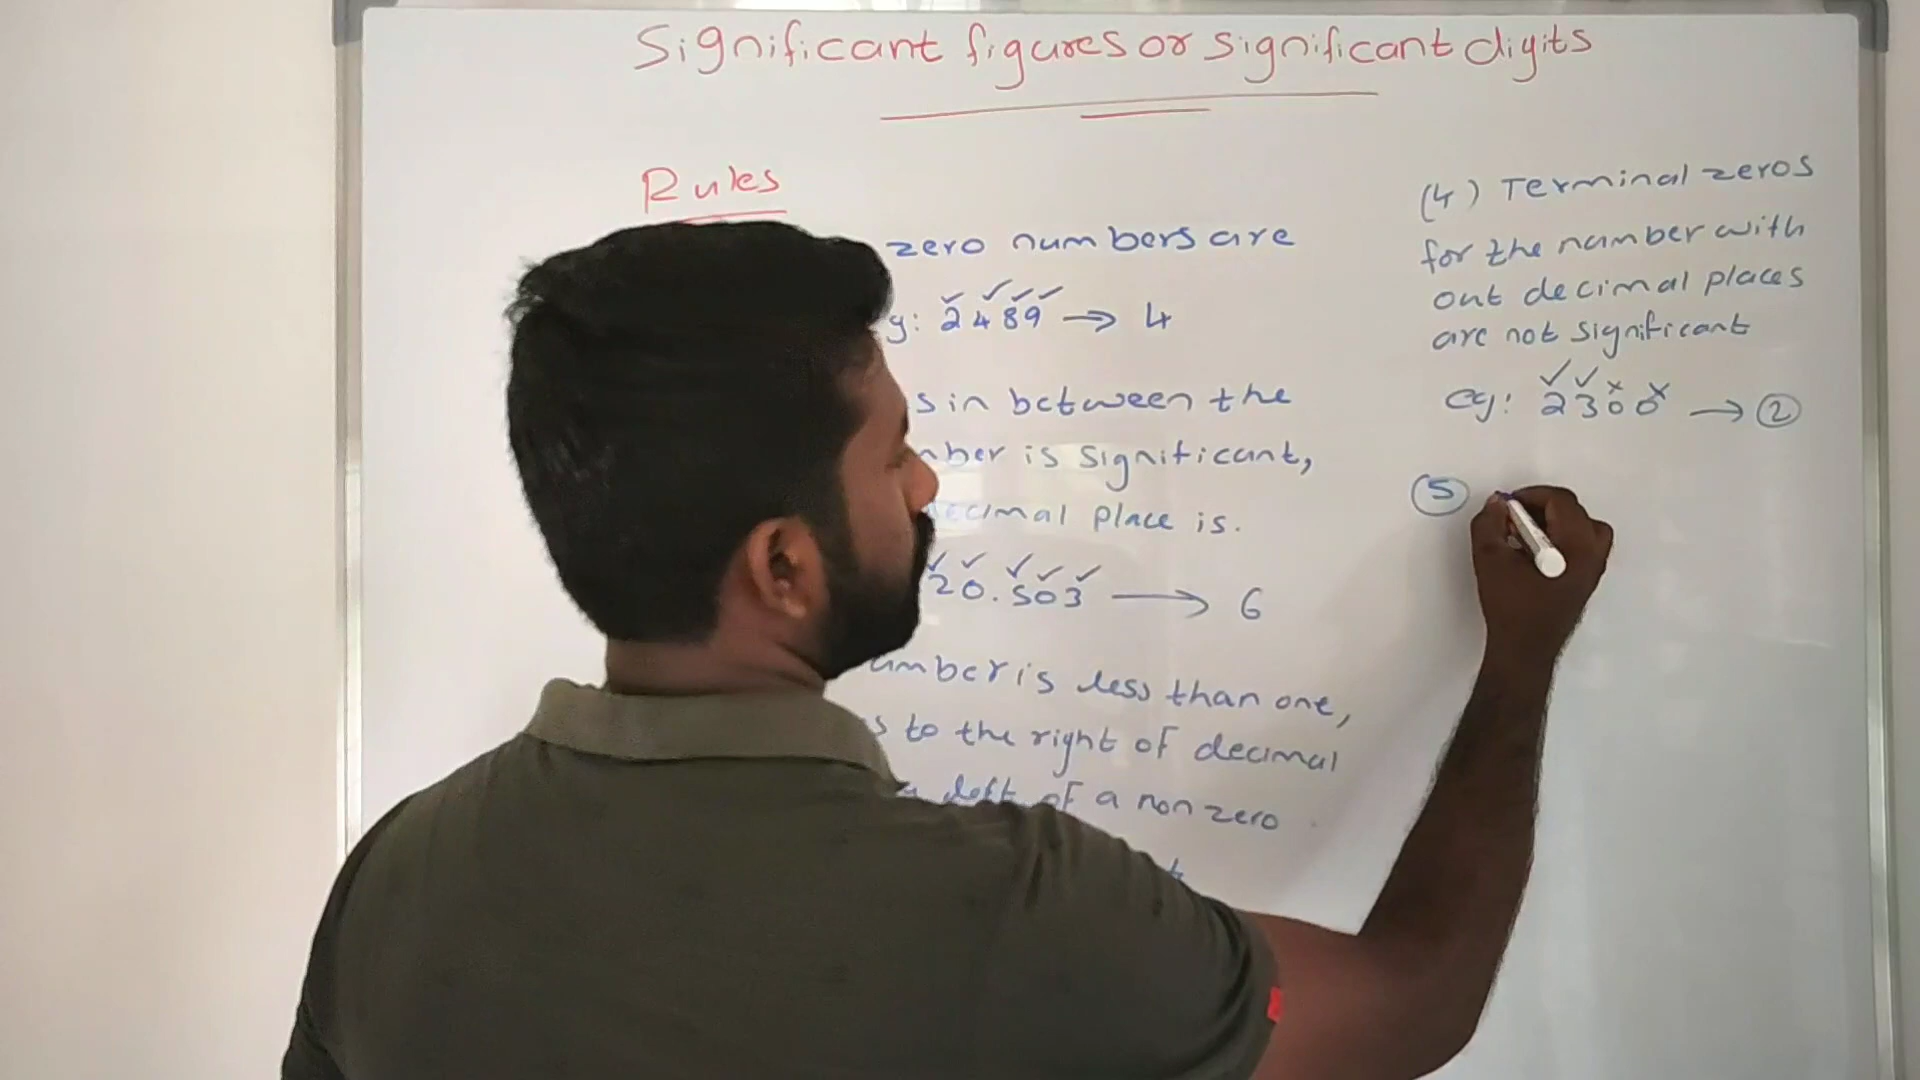 Significant figures or significant digits
Rules
zero numbers are
g: 2489 → 4
s in between the
mber is significant,
decimal place is.
20.503 → 6
umber is less than one,
s to the right of decimal
left of a non zero
(4) Terminal zeros
for the number with
out decimal places
are not significant
eg: 2300 → 2
5